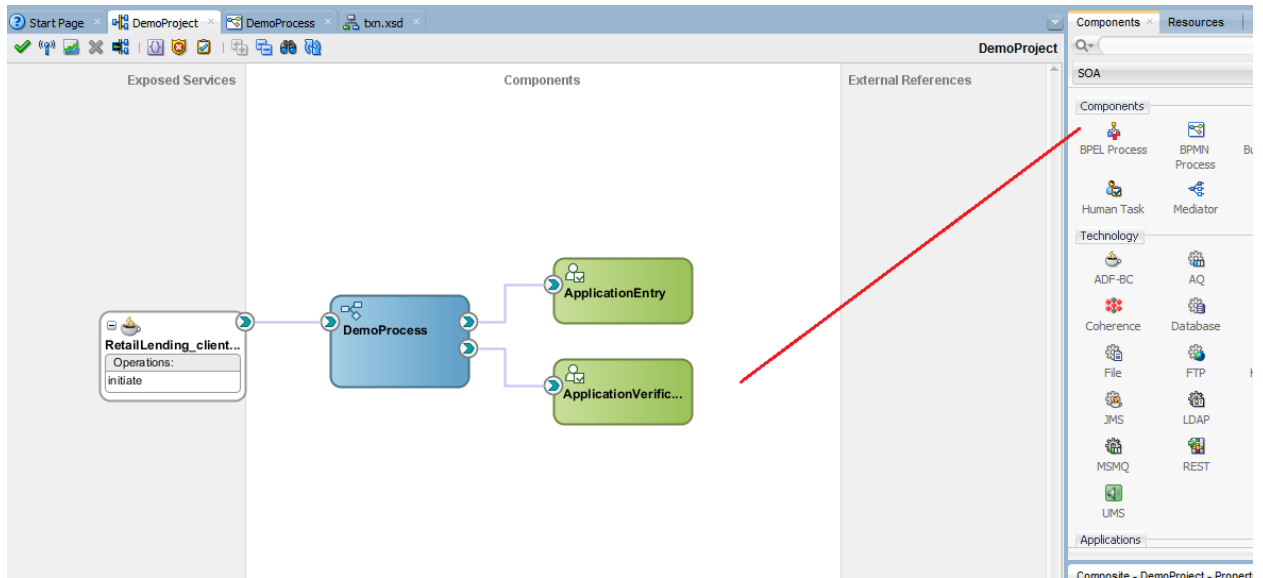 Start Page
DemoProject
DemoProcess
txn.xsd
DemoProject
Exposed Services
Components
External References
RetailLending_client...
Operations:
initiate
DemoProcess
ApplicationEntry
ApplicationVerific...
Components
Resources
SOA
Components
BPEL Process
BPMN
Process
Human Task
Mediator
Technology
ADF-BC
AQ
Coherence
Database
File
FTP
JMS
LDAP
MSMQ
REST
UMS
Applications
Composite - DemoProject - Propert